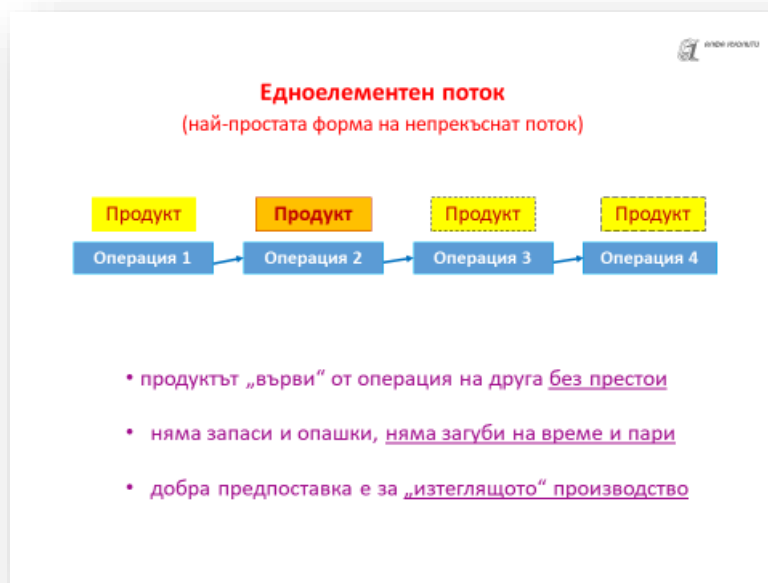 Едноелементен поток
(най-простата форма на непрекъснат поток)
Продукт Продукт Продукт Продукт
Операция 1 Операция 2 Операция 3 Операция 4
• продуктът „върви“ от операция на друга без престои
• няма запаси и опашки, няма загуби на време и пари
• добра предпоставка е за „изтеглящото“ производство